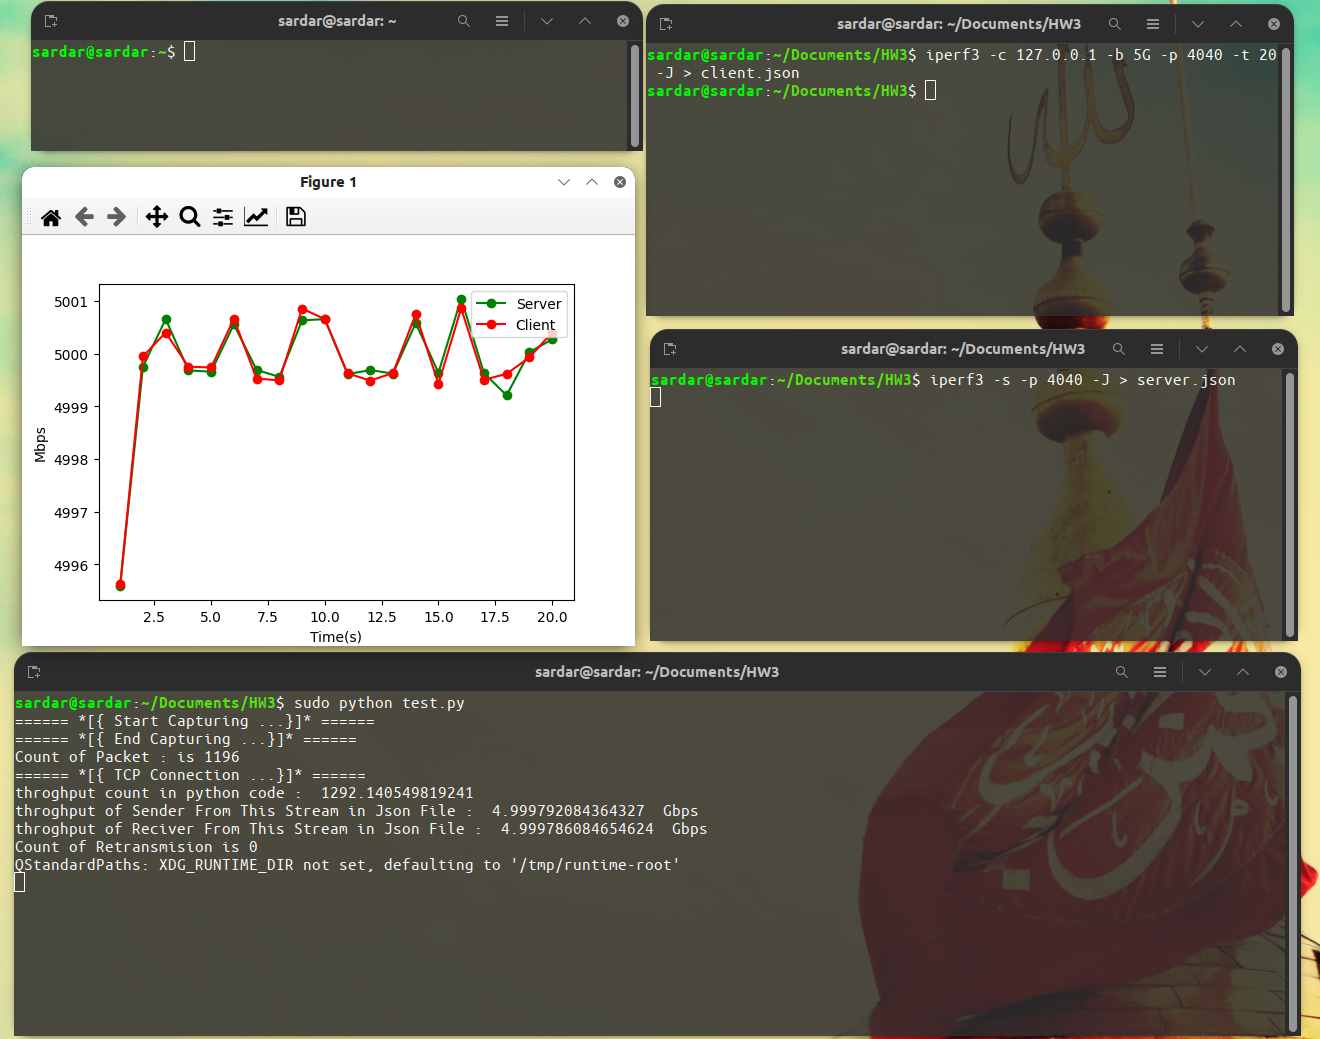 sardar@sardar: ~
sardar@sardar:~$
sardar@sardar: ~/Documents/HW3
sardar@sardar:~/Documents/HW3$ iperf3 -c 127.0.0.1 -b 5G -p 4040 -t 20
-J > client.json
sardar@sardar:~/Documents/HW3$
Figure 1
5001
5000
4999
4998
4997
4996
Mbps
Server
Client
2.5 5.0 7.5 10.0 12.5 15.0 17.5 20.0
Time(s)
sardar@sardar: ~/Documents/HW3
sardar@sardar:~/Documents/HW3$ iperf3 -s -p 4040 -J > server.json
sardar@sardar: ~/Documents/HW3
sardar@sardar:~/Documents/HW3$ sudo python test.py
====== *[{ Start Capturing ...}]* ======
====== *[{ End Capturing ...}]* ======
Count of Packet : is 1196
====== *[{ TCP Connection ...}]* ======
throghput count in python code :  1292.140549819241
throghput of Sender From This Stream in Json File :  4.999792084364327  Gbps
throghput of Reciver From This Stream in Json File :  4.999786084654624  Gbps
Count of Retransmision is 0
QStandardPaths: XDG_RUNTIME_DIR not set, defaulting to '/tmp/runtime-root'